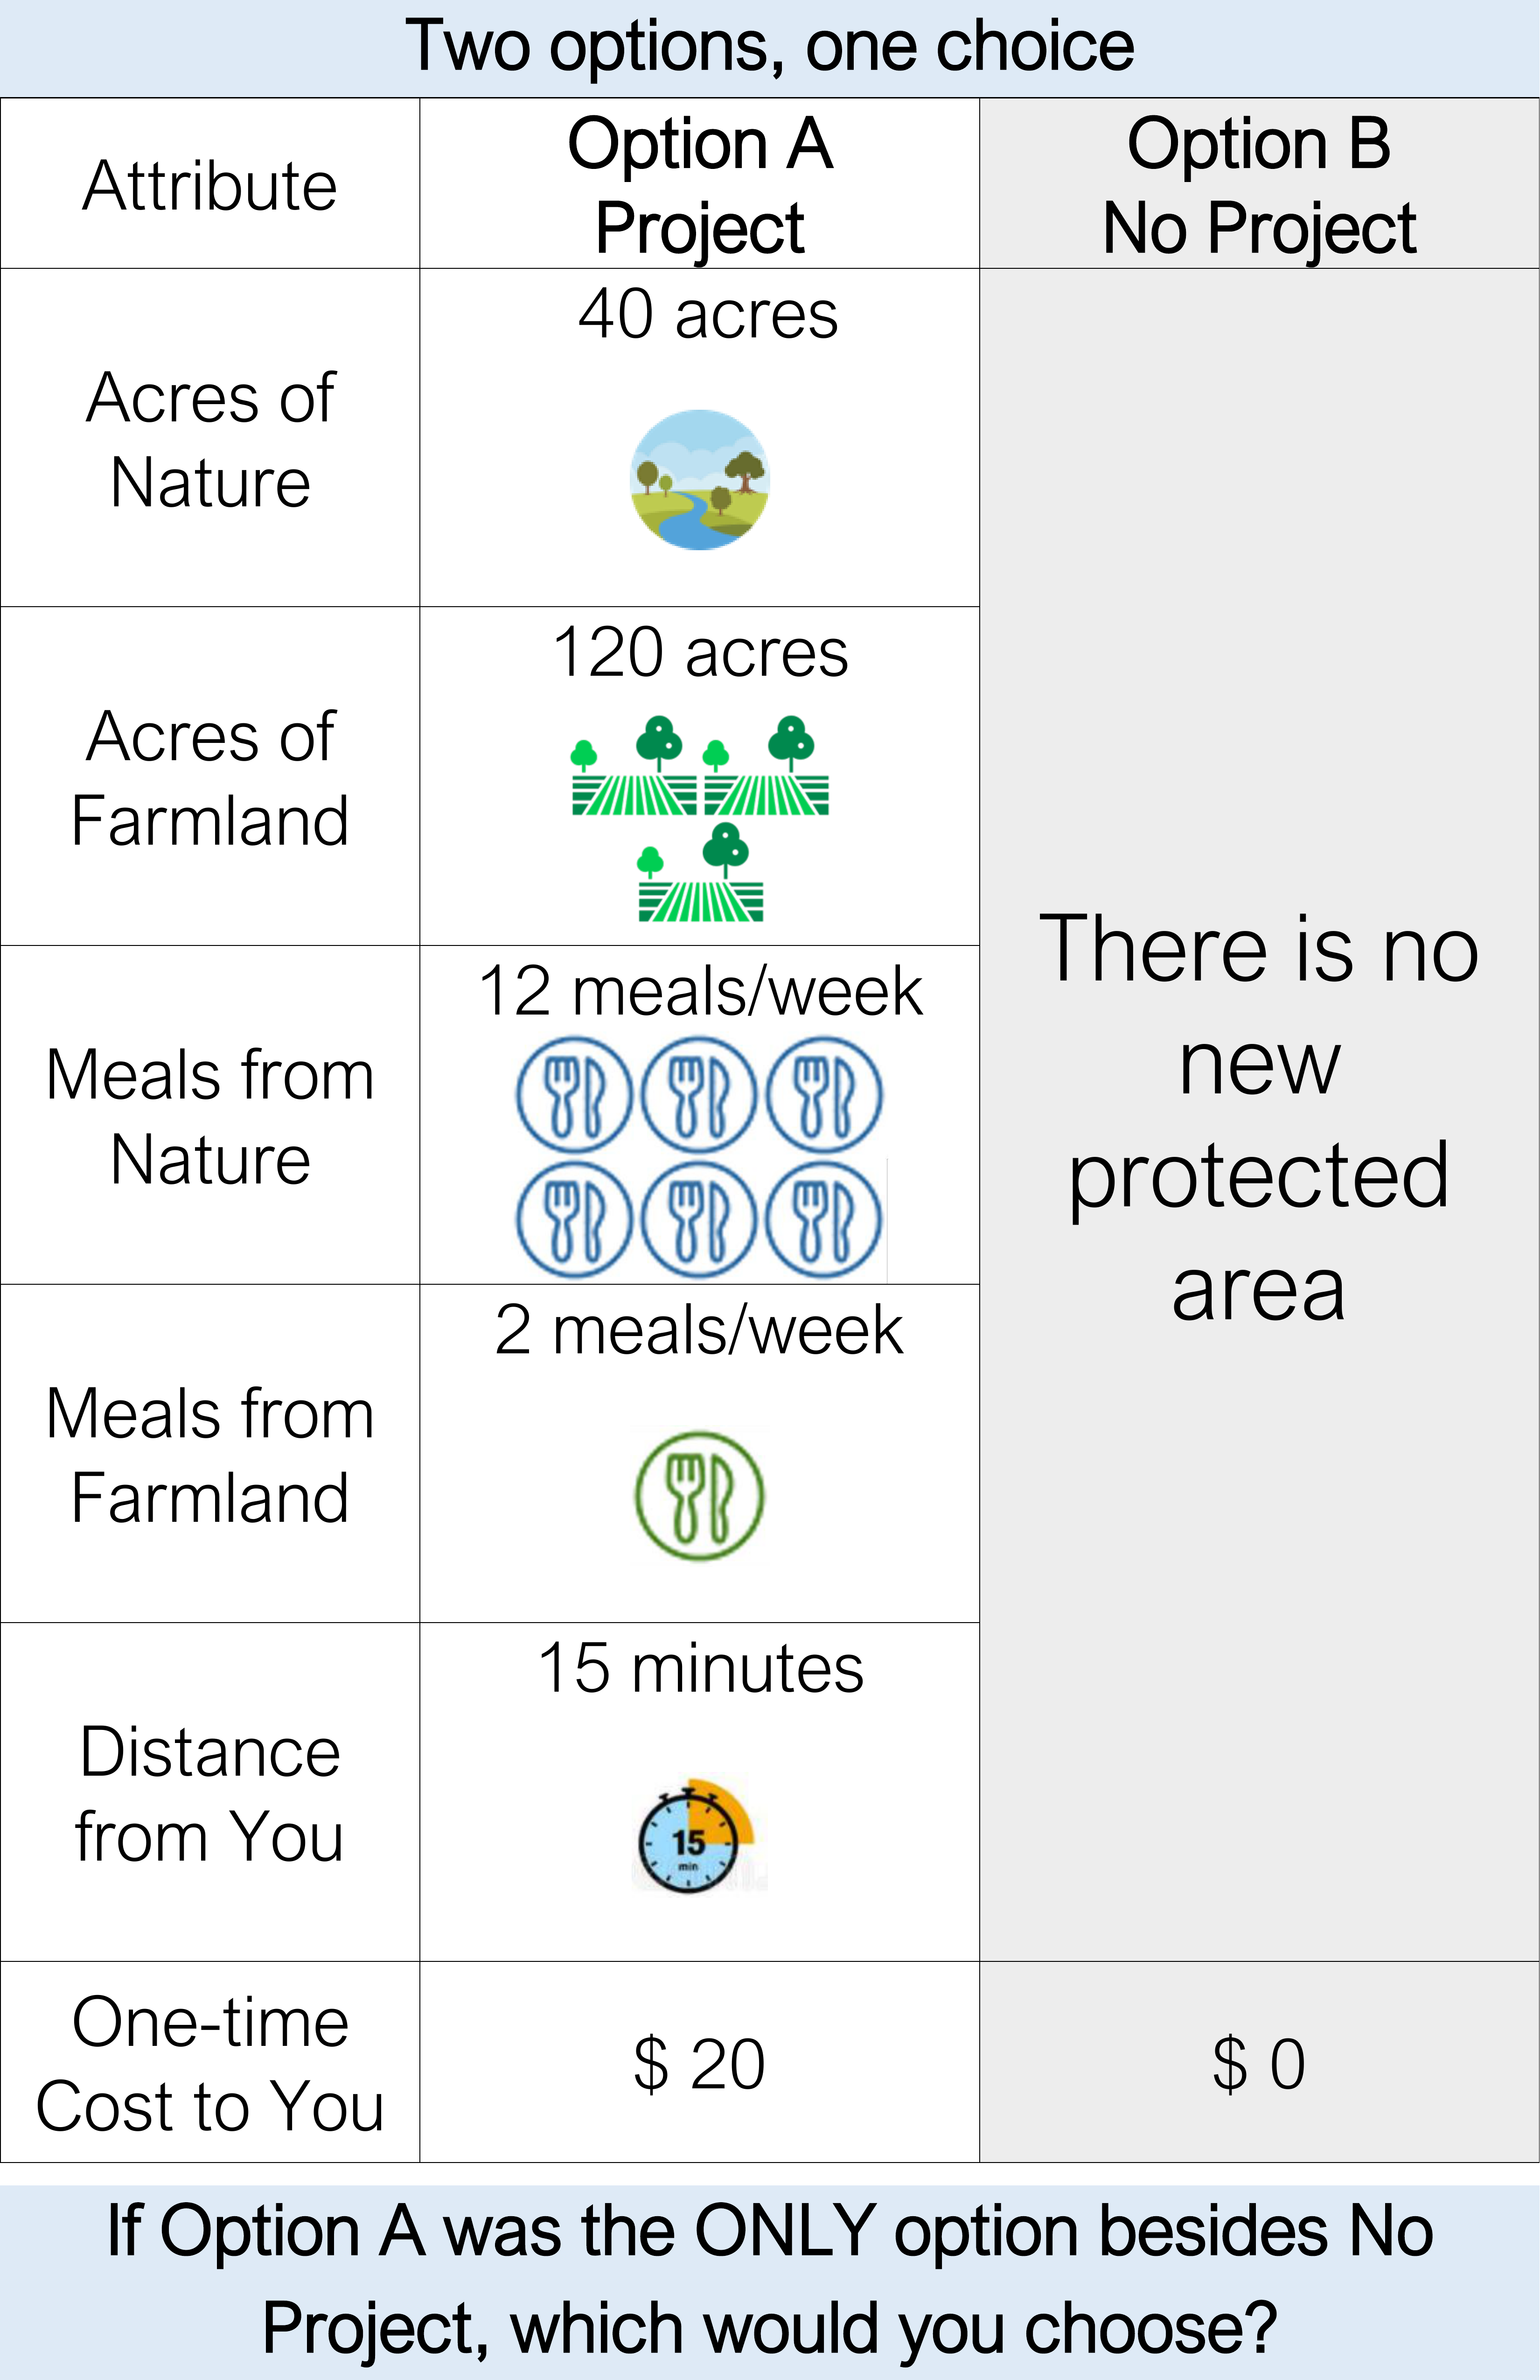 Two options, one choice
Attribute
Option A
Project
Option B
No Project
Acres of
Nature
40 acres
Acres of
Farmland
120 acres
Meals from
Nature
12 meals/week
Meals from
Farmland
2 meals/week
Distance
from You
15 minutes
15
min
There is no
new
protected
area
One-time
Cost to You
$ 20
$ 0
If Option A was the ONLY option besides No
Project, which would you choose?